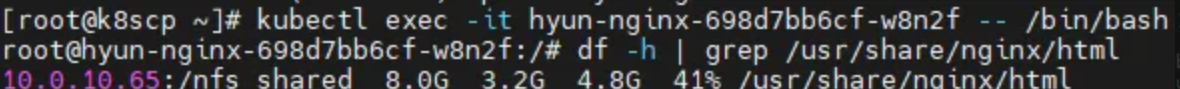 [root@k8scp ~]# kubectl exec -it hyun-nginx-698d7bb6cf-w8n2f -- /bin/bash
root@hyun-nginx-698d7bb6cf-w8n2f:/# df -h | grep /usr/share/nginx/html
10.0.10.65:/nfs_shared  8.0G  3.2G  4.8G  41% /usr/share/nginx/html